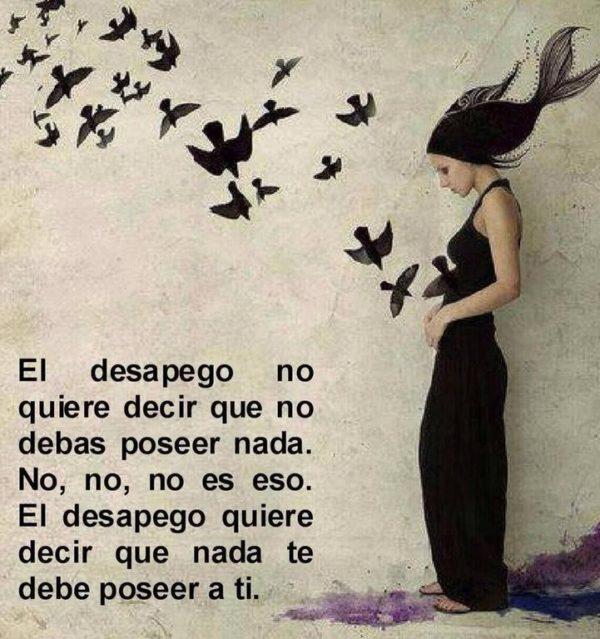 El desapego no
quiere decir que no
debas poseer nada.
No, no, no es eso.
El desapego quiere
decir que nada te
debe poseer a ti.